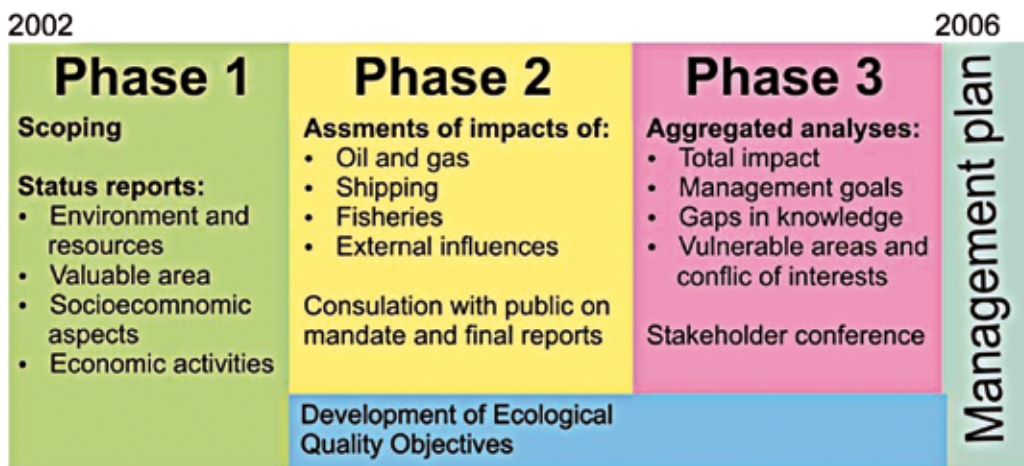 2002
2006
Phase 1
Scoping
Status reports:
• Environment and
resources
• Valuable area
• Socioecomnomic
aspects
• Economic activities
Phase 2
Assments of impacts of:
• Oil and gas
• Shipping
• Fisheries
• External influences
Consulation with public on
mandate and final reports
Phase 3
Aggregated analyses:
• Total impact
• Management goals
• Gaps in knowledge
• Vulnerable areas and
conflic of interests
Stakeholder conference
Development of Ecological
Quality Objectives
Management plan